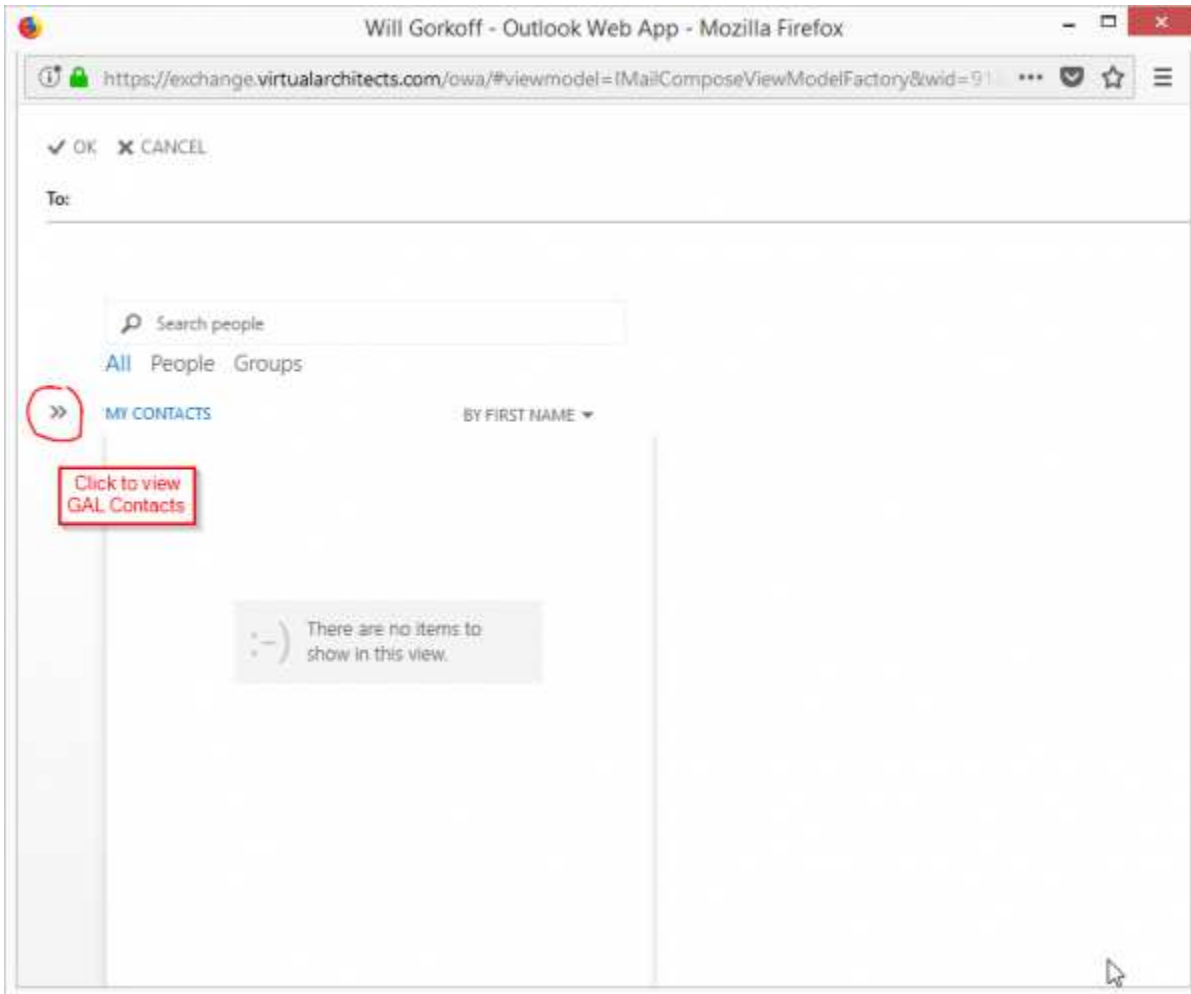 Will Gorkoff - Outlook Web App - Mozilla Firefox
https://exchange.virtualarchitects.com/owa/#viewmodel=IMailComposeViewModelFactory&wid=91
OK CANCEL
To:
Search people
All People Groups
» MY CONTACTS BY FIRST NAME
Click to view
GAL Contacts
:-) There are no items to
show in this view.